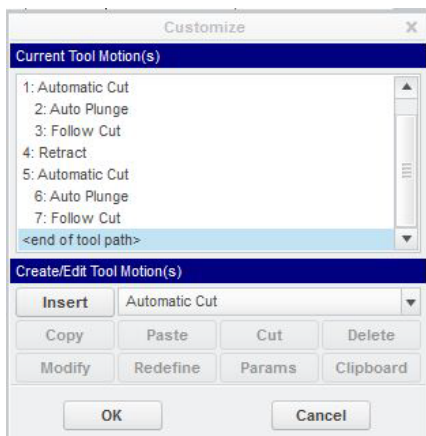 Customize
Current Tool Motion(s)
1: Automatic Cut
2: Auto Plunge
3: Follow Cut
4: Retract
5: Automatic Cut
6: Auto Plunge
7: Follow Cut
<end of tool path>
Create/Edit Tool Motion(s)
Insert Automatic Cut
Copy Paste Cut Delete
Modify Redefine Params Clipboard
OK Cancel